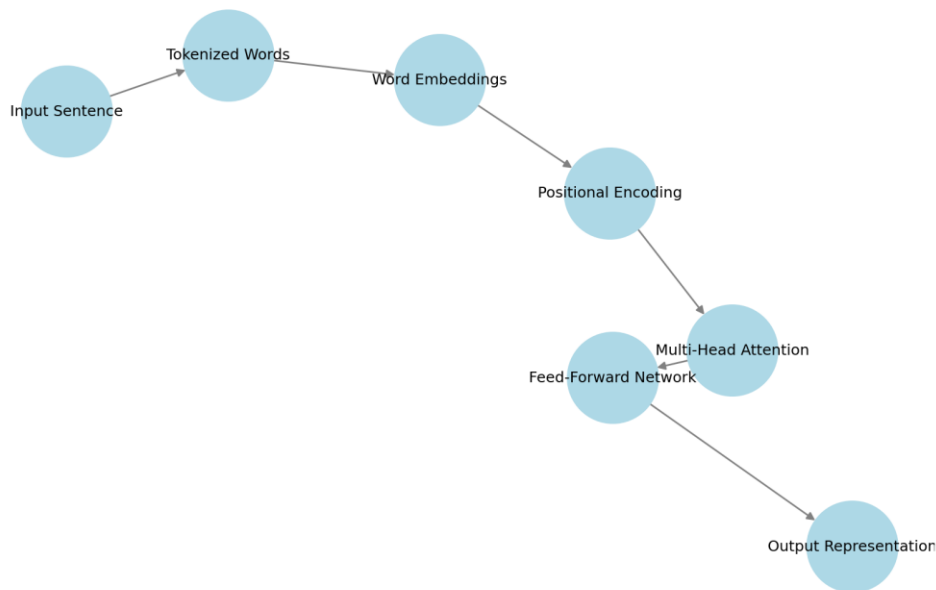 Input Sentence
Tokenized Words
Word Embeddings
Positional Encoding
Multi-Head Attention
Feed-Forward Network
Output Representation